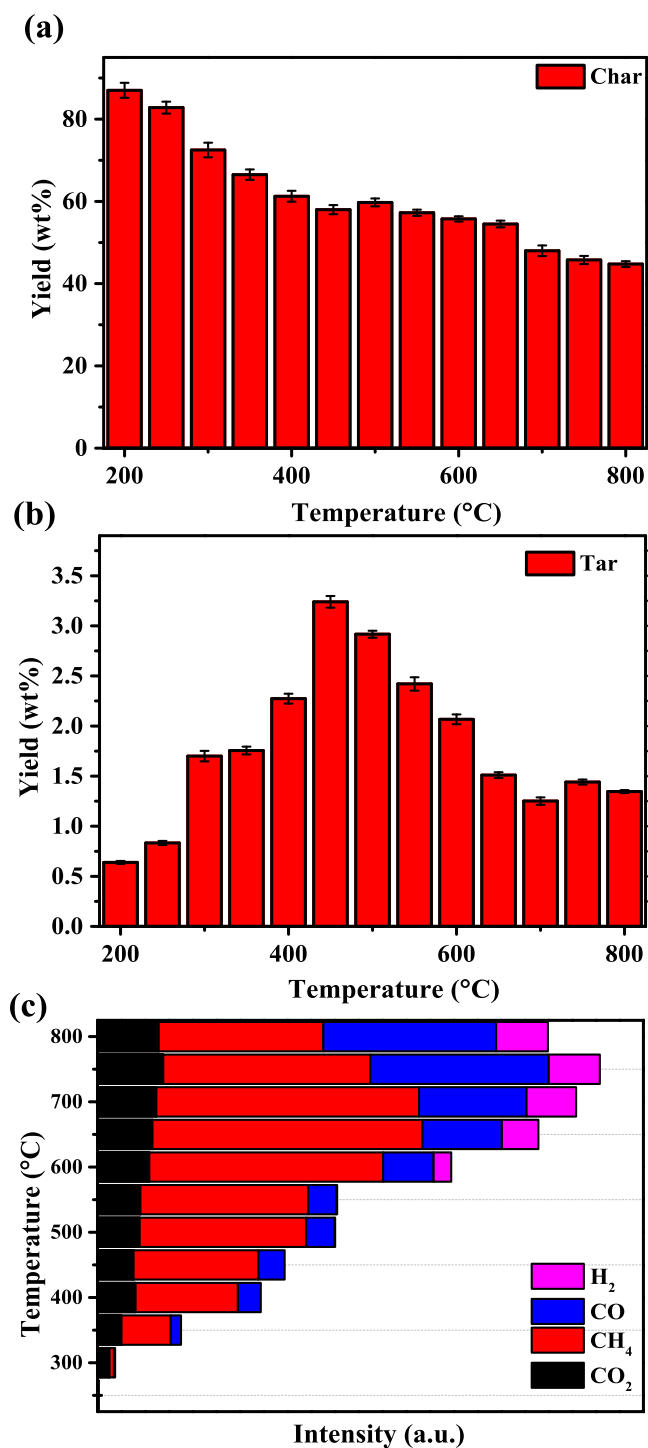 (a)
Char
80
60
40
20
0
Yield (wt%)
200 400 600 800
Temperature (°C)
(b)
Tar
3.5
3.0
2.5
2.0
1.5
1.0
0.5
0.0
Yield (wt%)
200 400 600 800
Temperature (°C)
(c)
800
700
600
500
400
300
Temperature (°C)
H₂
CO
CH₄
CO₂
Intensity (a.u.)